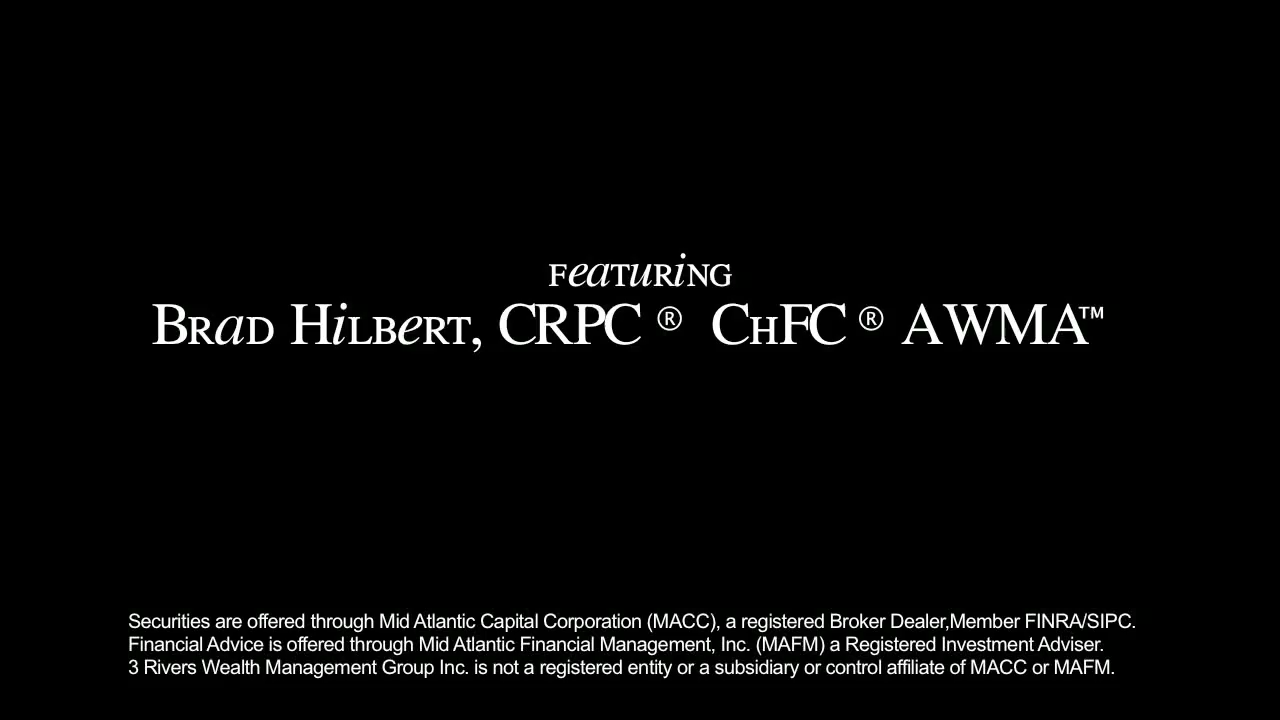 Featuring
Brad Hilbert, CRPC ® ChFC ® AWMA™
Securities are offered through Mid Atlantic Capital Corporation (MACC), a registered Broker Dealer,Member FINRA/SIPC.
Financial Advice is offered through Mid Atlantic Financial Management, Inc. (MAFM) a Registered Investment Adviser.
3 Rivers Wealth Management Group Inc. is not a registered entity or a subsidiary or control affiliate of MACC or MAFM.